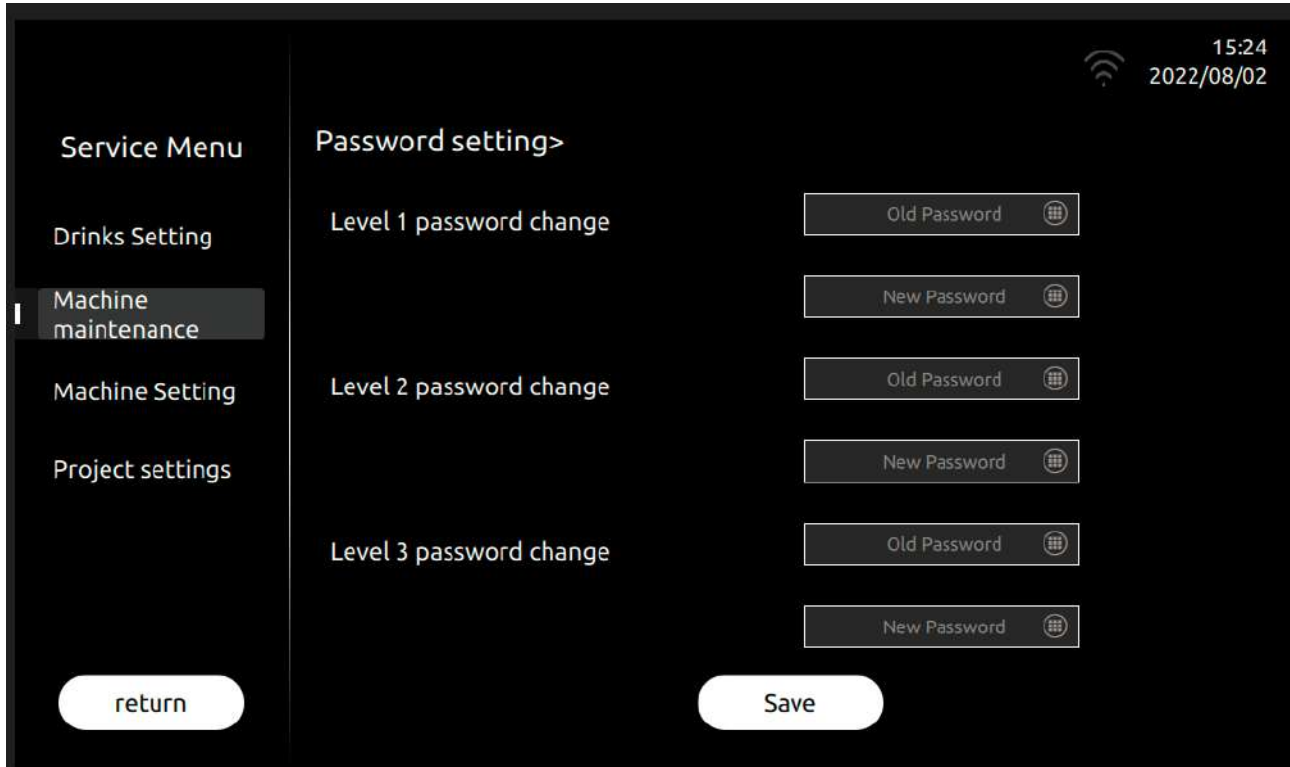 15:24
2022/08/02
Service Menu
Drinks Setting
Machine
maintenance
Machine Setting
Project settings
return
Password setting>
Level 1 password change
Old Password
New Password
Level 2 password change
Old Password
New Password
Level 3 password change
Old Password
New Password
Save